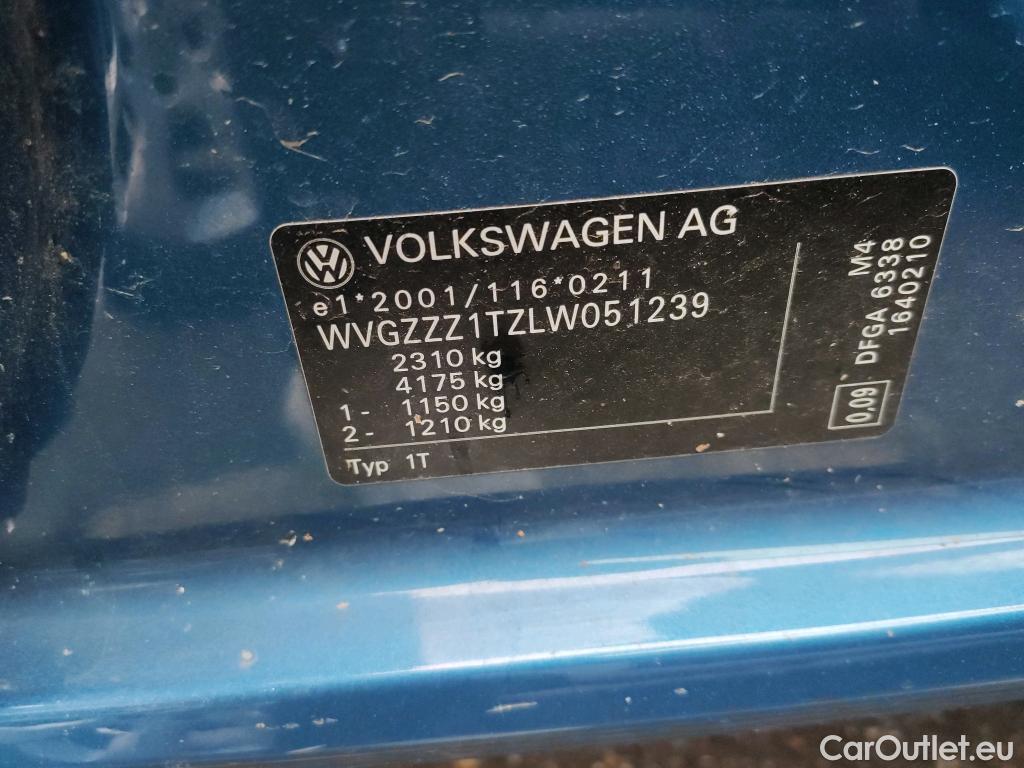 VOLKSWAGEN AG
e1*2001/116*0211
WVGZZZ1TZLW051239
2310 kg
4175 kg
1- 1150 kg
2- 1210 kg
Typ 1T
M4
DFGA 6338
1640210
0,09
CarOutlet.eu